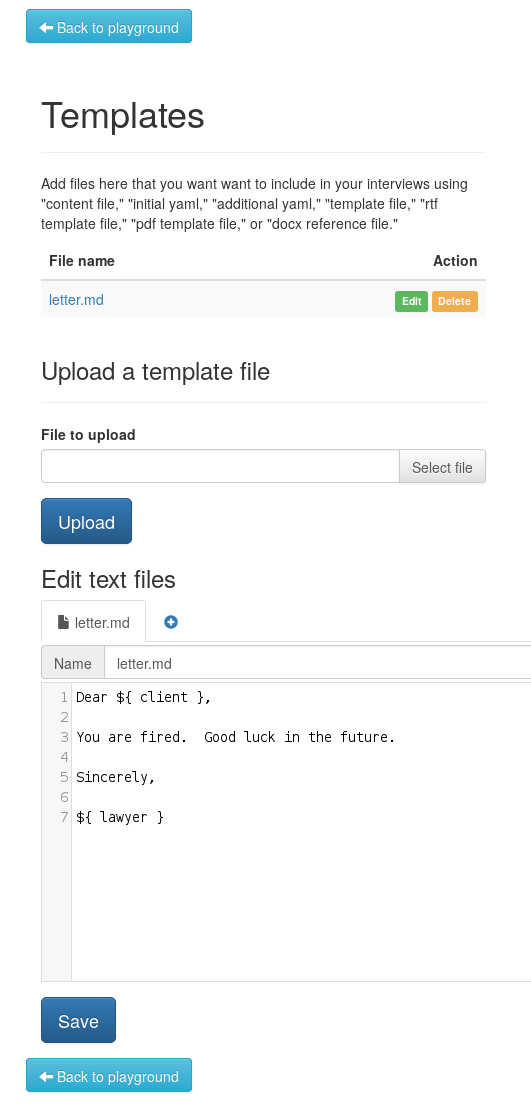 Back to playground
Templates
Add files here that you want want to include in your interviews using
"content file," "initial yaml," "additional yaml," "template file," "rtf
template file," "pdf template file," or "docx reference file."
File name Action
letter.md Edit Delete
Upload a template file
File to upload
Select file
Upload
Edit text files
letter.md
Name letter.md
1 Dear ${ client },
2
3 You are fired.  Good luck in the future.
4
5 Sincerely,
6
7 ${ lawyer }
Save
Back to playground